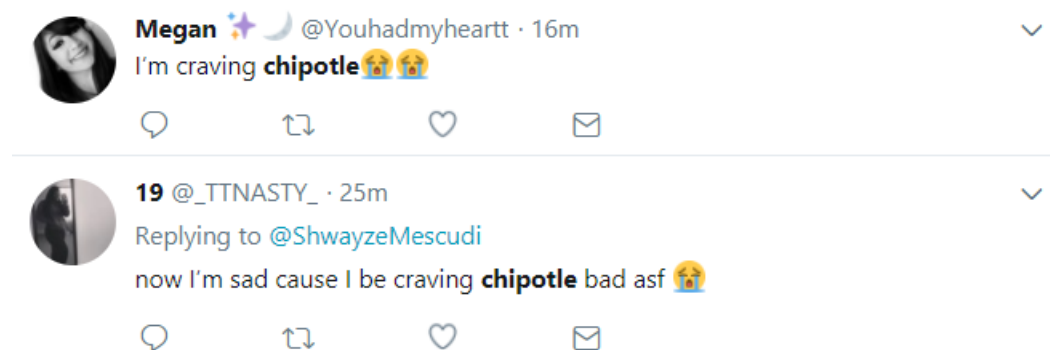 Megan ✨🌙 @Youhadmyheartt · 16m
I'm craving chipotle😭😭
19 @_TTNASTY_ · 25m
Replying to @ShwayzeMescudi
now I'm sad cause I be craving chipotle bad asf 😭